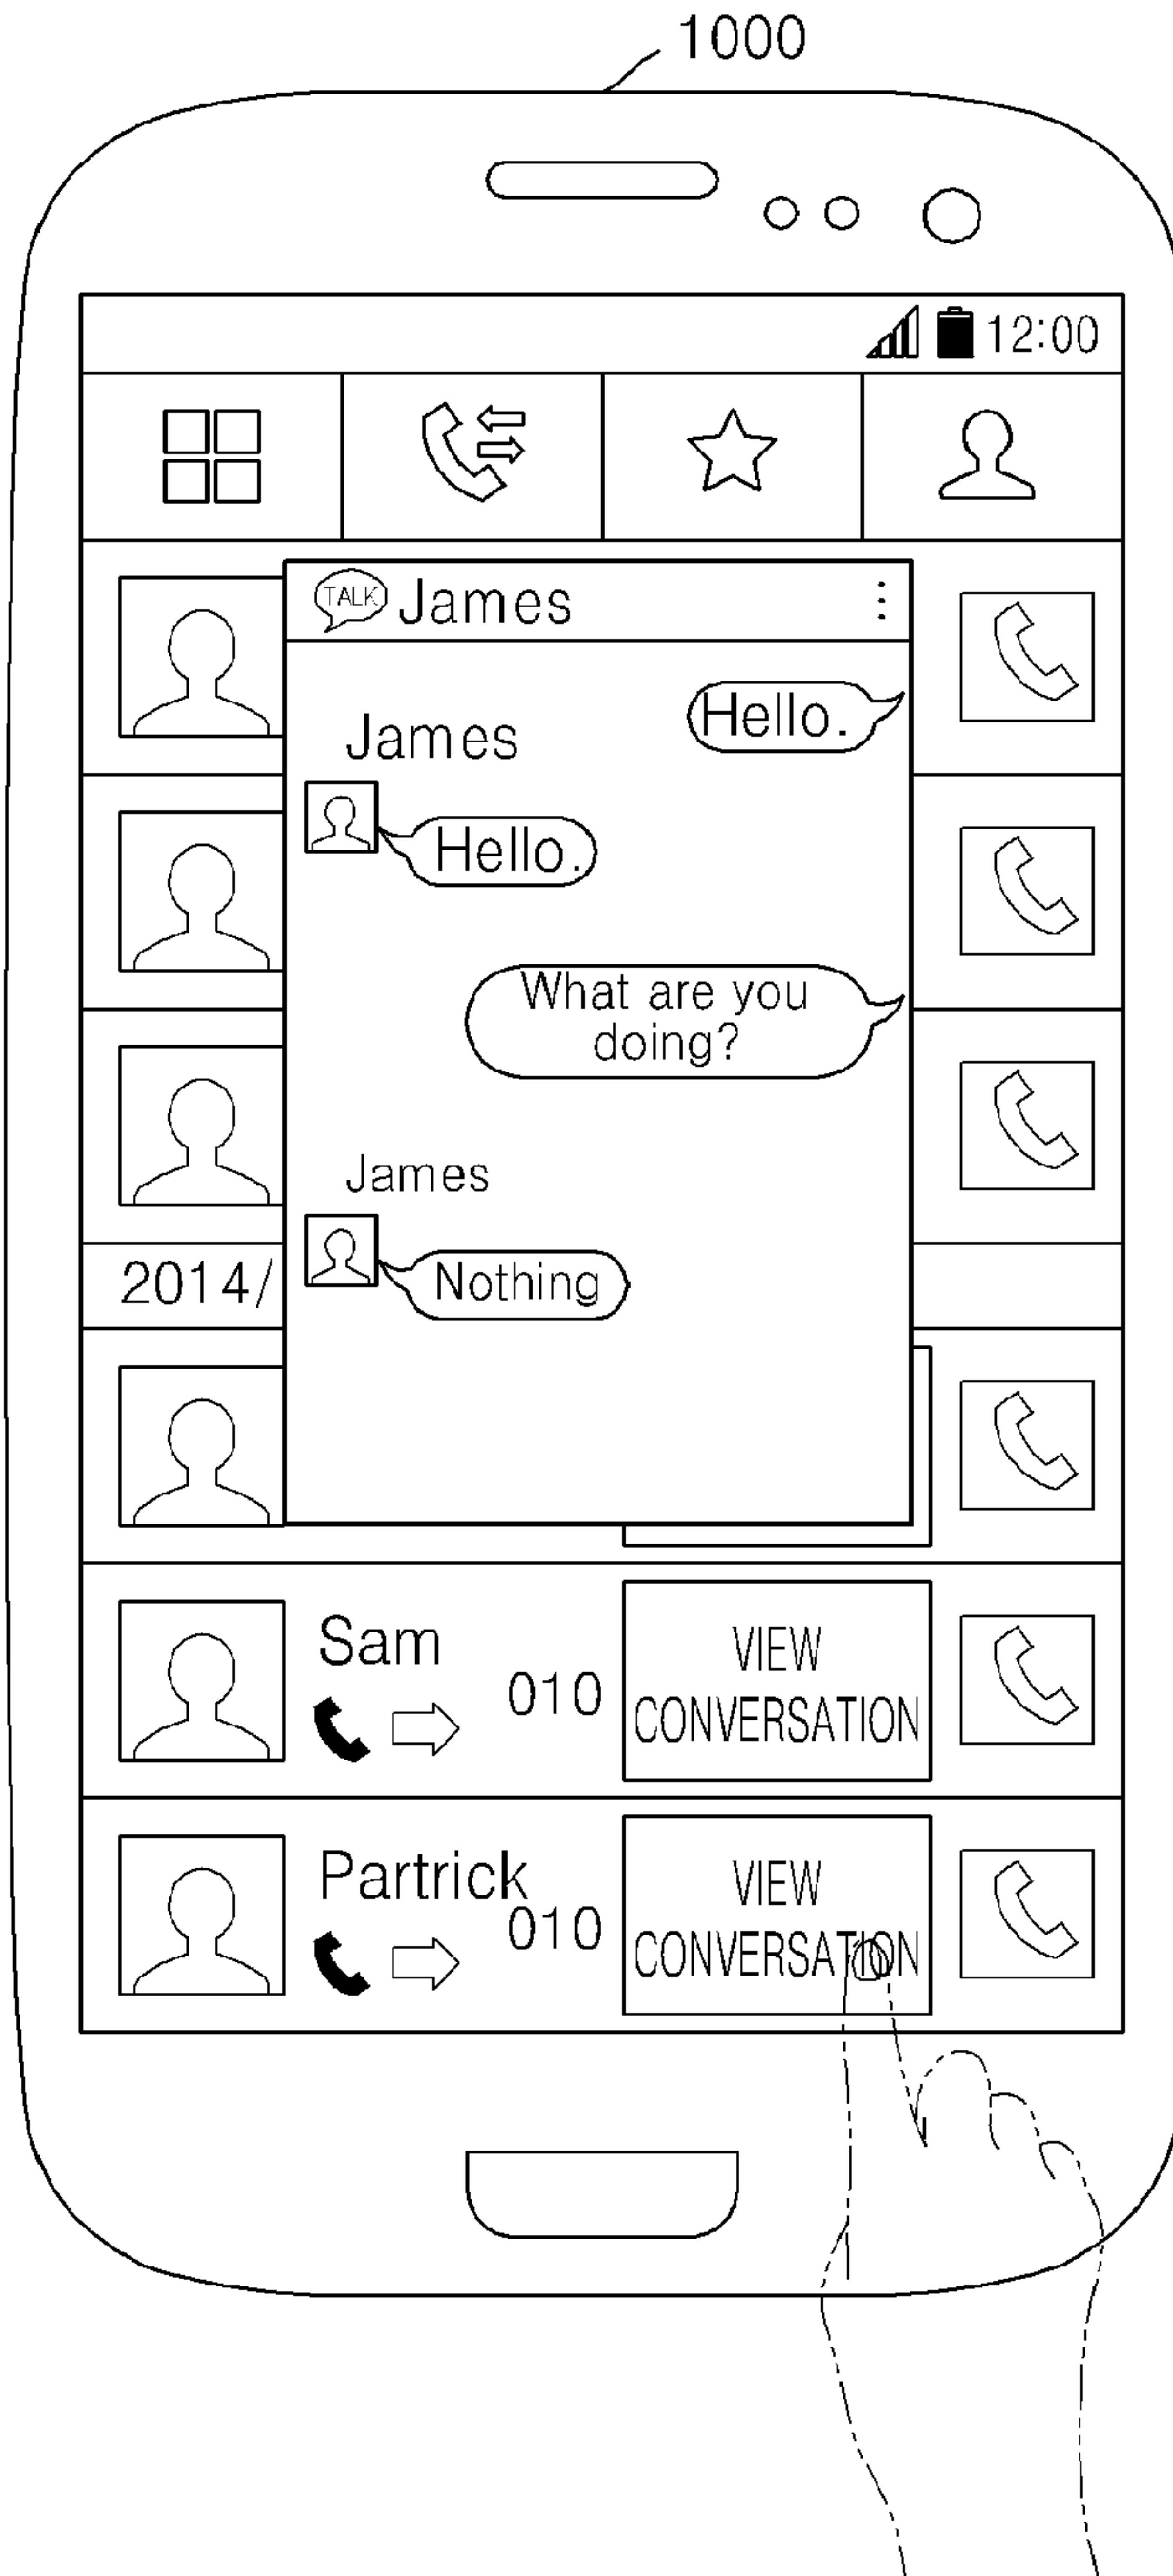 1000
12:00
TALK James
Hello.
James
Hello.
What are you
doing?
James
Nothing
2014/
Sam
010
VIEW
CONVERSATION
Partrick
010
VIEW
CONVERSATION